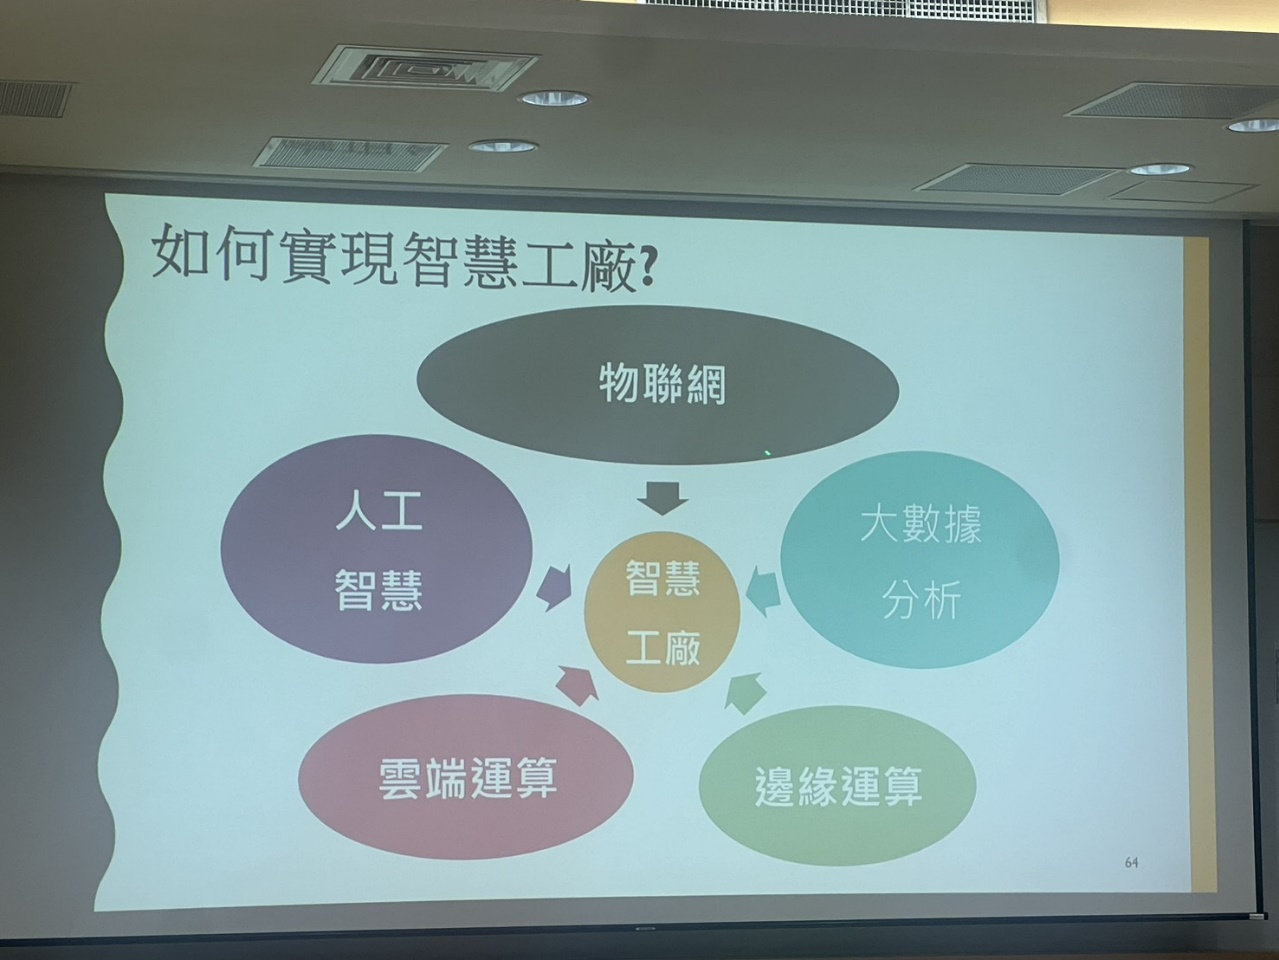 如何實現智慧工廠?
物聯網
人工
智慧
大數據
分析
智慧
工廠
雲端運算
邊緣運算
64